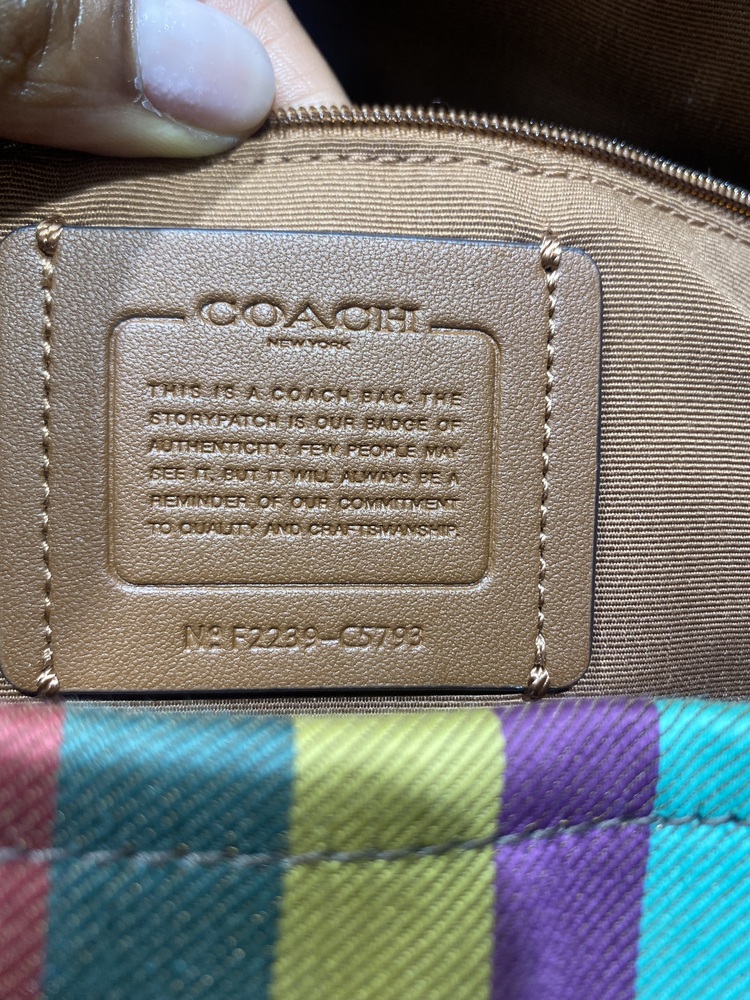 COACH
NEW YORK
THIS IS A COACH BAG. THE
STORYPATCH IS OUR BADGE OF
AUTHENTICITY. FEW PEOPLE MAY
SEE IT, BUT IT WILL ALWAYS BE A
REMINDER OF OUR COMMITMENT
TO QUALITY AND CRAFTSMANSHIP.
Nº F2239-C5793